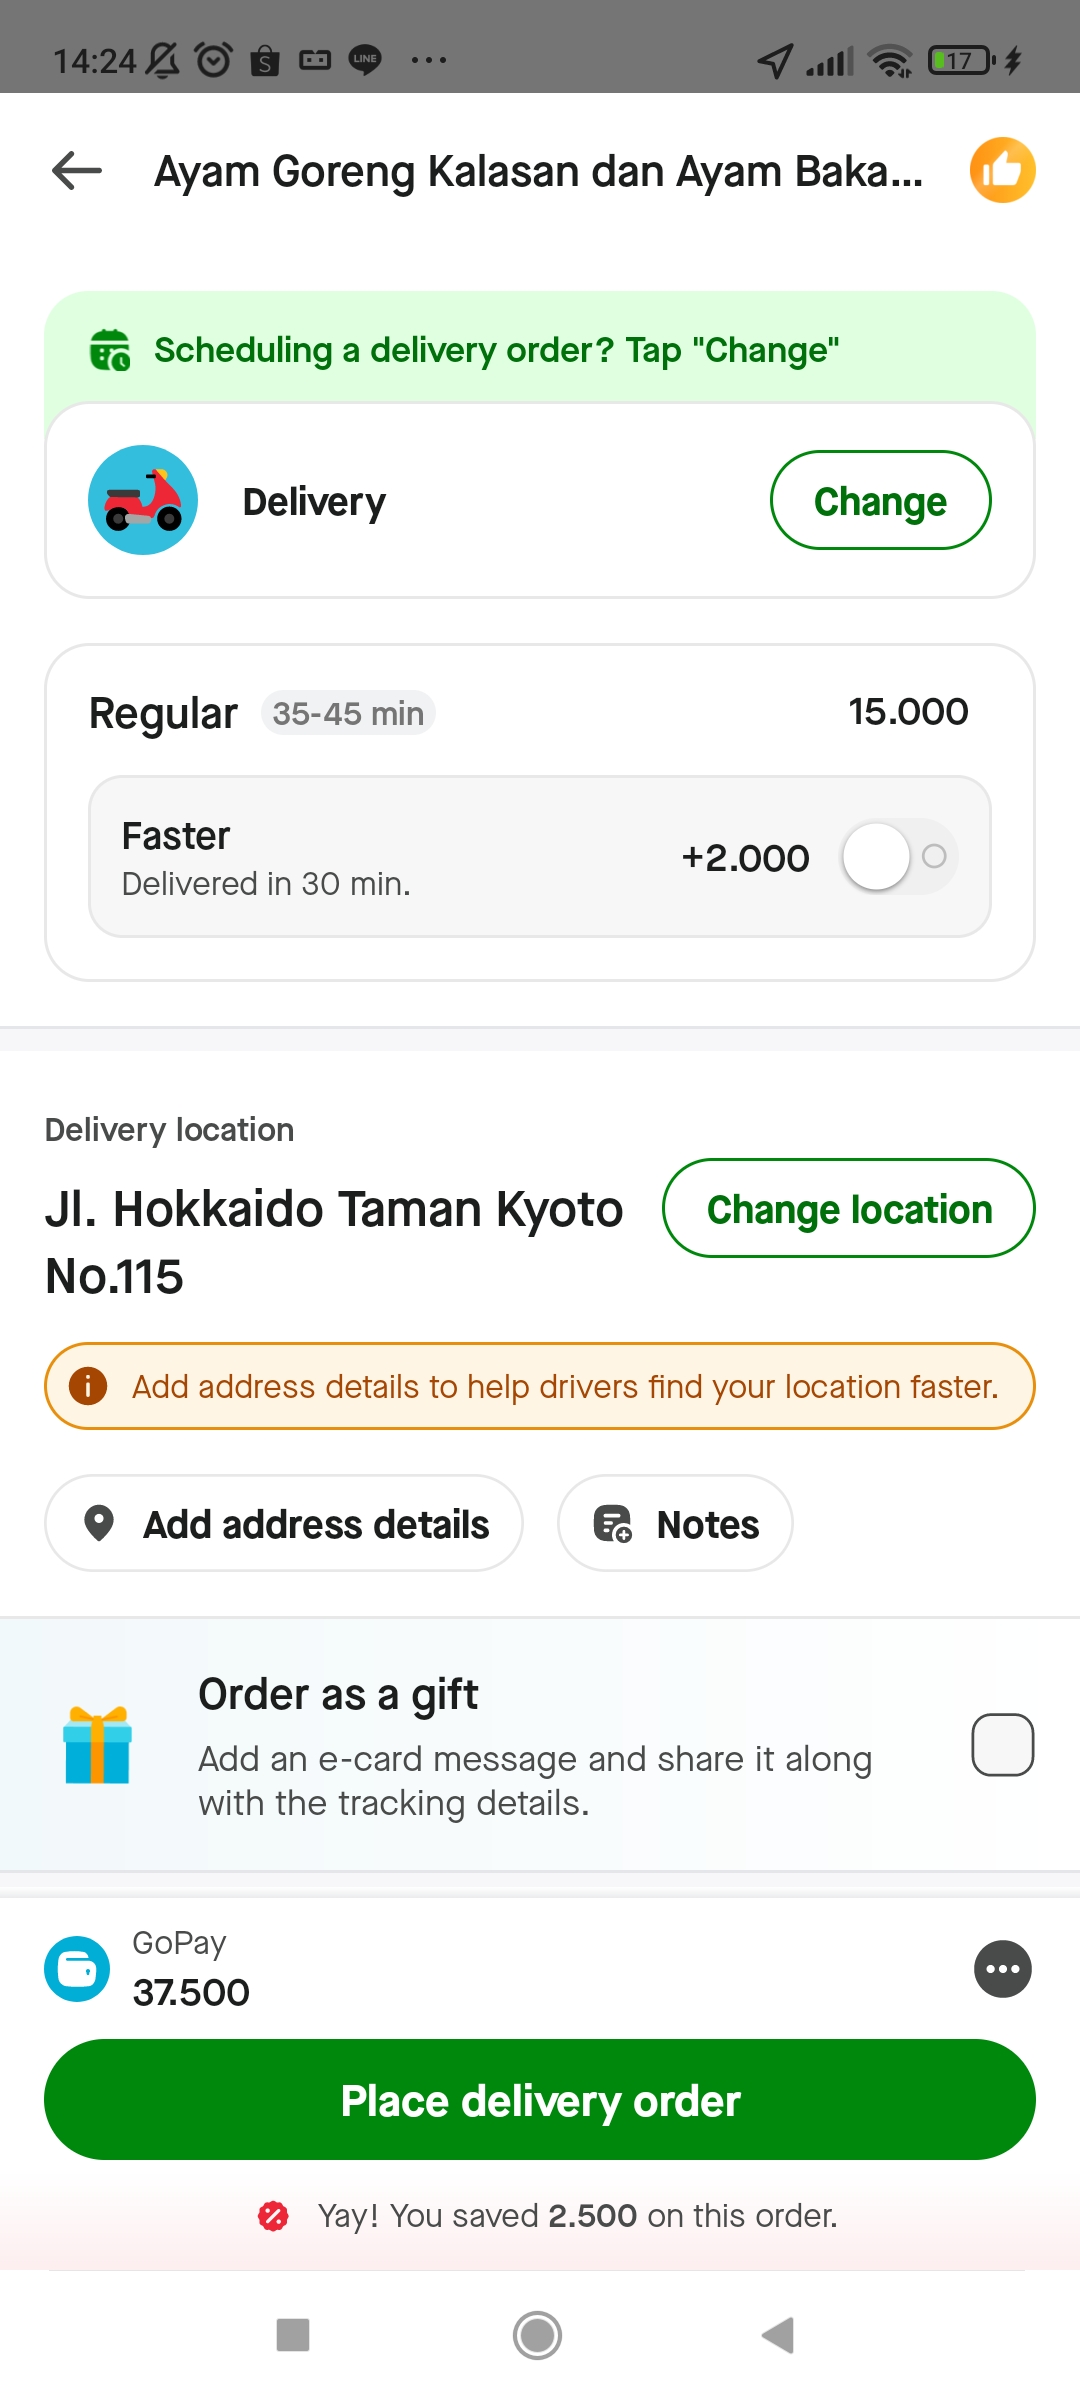 14:24
LINE
17
Ayam Goreng Kalasan dan Ayam Baka...
Scheduling a delivery order? Tap "Change"
Delivery
Change
Regular 35-45 min 15.000
Faster
Delivered in 30 min.
+2.000
Delivery location
Jl. Hokkaido Taman Kyoto
No.115
Change location
Add address details to help drivers find your location faster.
Add address details
Notes
Order as a gift
Add an e-card message and share it along
with the tracking details.
GoPay
37.500
Place delivery order
Yay! You saved 2.500 on this order.